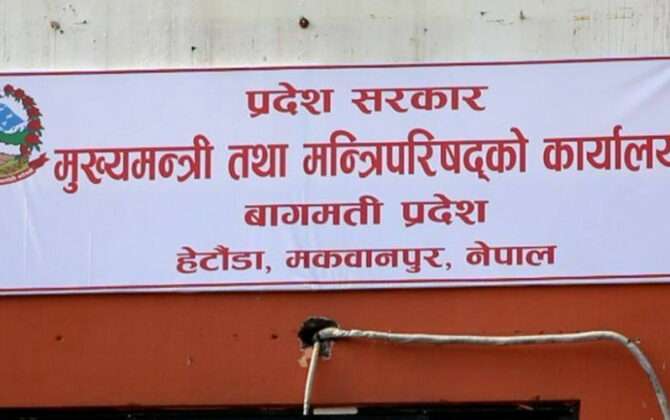 प्रदेश सरकार
मुख्यमन्त्री तथा मन्त्रिपरिषद्को कार्यालय
बागमती प्रदेश
हेटौंडा, मकवानपुर, नेपाल